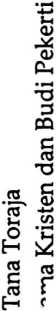 Tana Toraja
Kristen dan Budi Pekerti